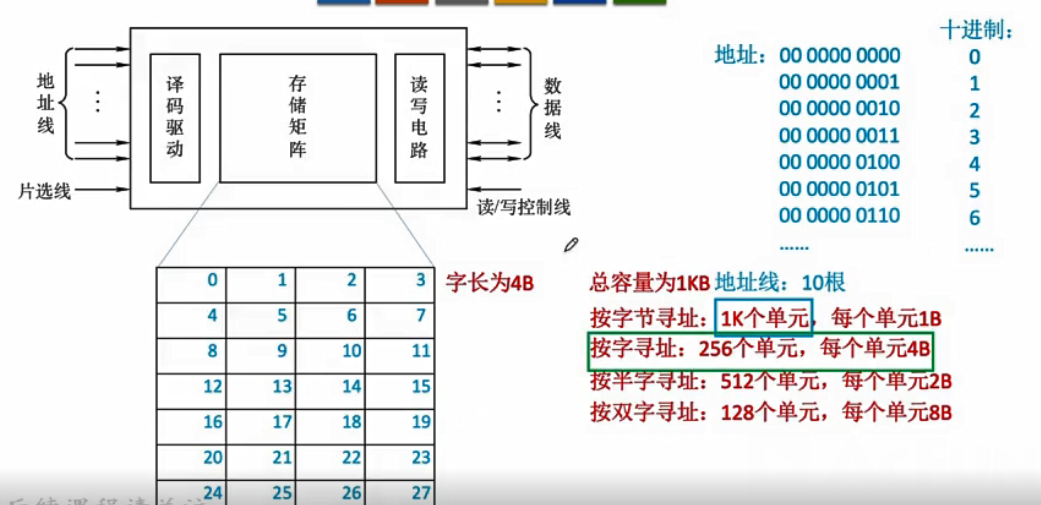 十进制：
地址： 00 0000 0000 0
00 0000 0001 1
00 0000 0010 2
00 0000 0011 3
00 0000 0100 4
00 0000 0101 5
00 0000 0110 6
...... ......
地址线
⋮
译码驱动
存储矩阵
读写电路
⋮
数据线
片选线
读/写控制线
0 1 2 3
4 5 6 7
8 9 10 11
12 13 14 15
16 17 18 19
20 21 22 23
24 25 26 27
字长为4B
总容量为1KB 地址线：10根
按字节寻址：1K个单元，每个单元1B
按字寻址：256个单元，每个单元4B
按半字寻址：512个单元，每个单元2B
按双字寻址：128个单元，每个单元8B